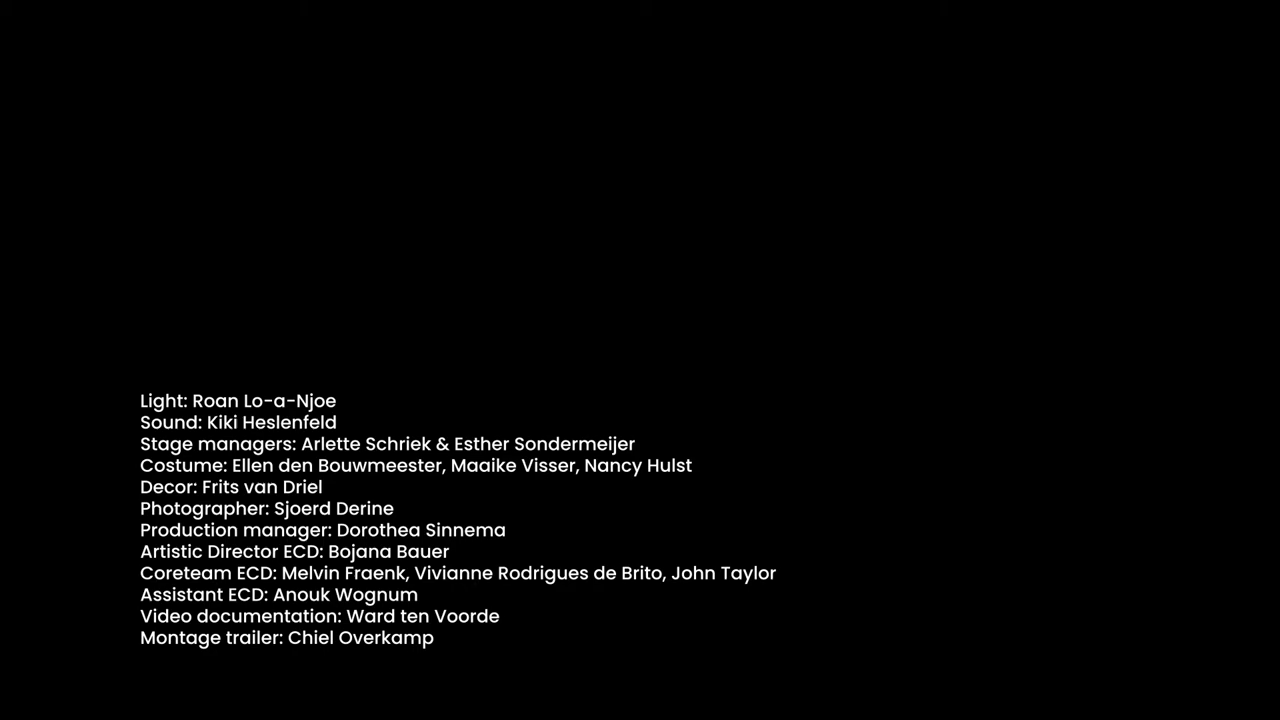 Light: Roan Lo-a-Njoe
Sound: Kiki Heslenfeld
Stage managers: Arlette Schriek & Esther Sondermeijer
Costume: Ellen den Bouwmeester, Maaike Visser, Nancy Hulst
Decor: Frits van Driel
Photographer: Sjoerd Derine
Production manager: Dorothea Sinnema
Artistic Director ECD: Bojana Bauer
Coreteam ECD: Melvin Fraenk, Vivianne Rodrigues de Brito, John Taylor
Assistant ECD: Anouk Wognum
Video documentation: Ward ten Voorde
Montage trailer: Chiel Overkamp